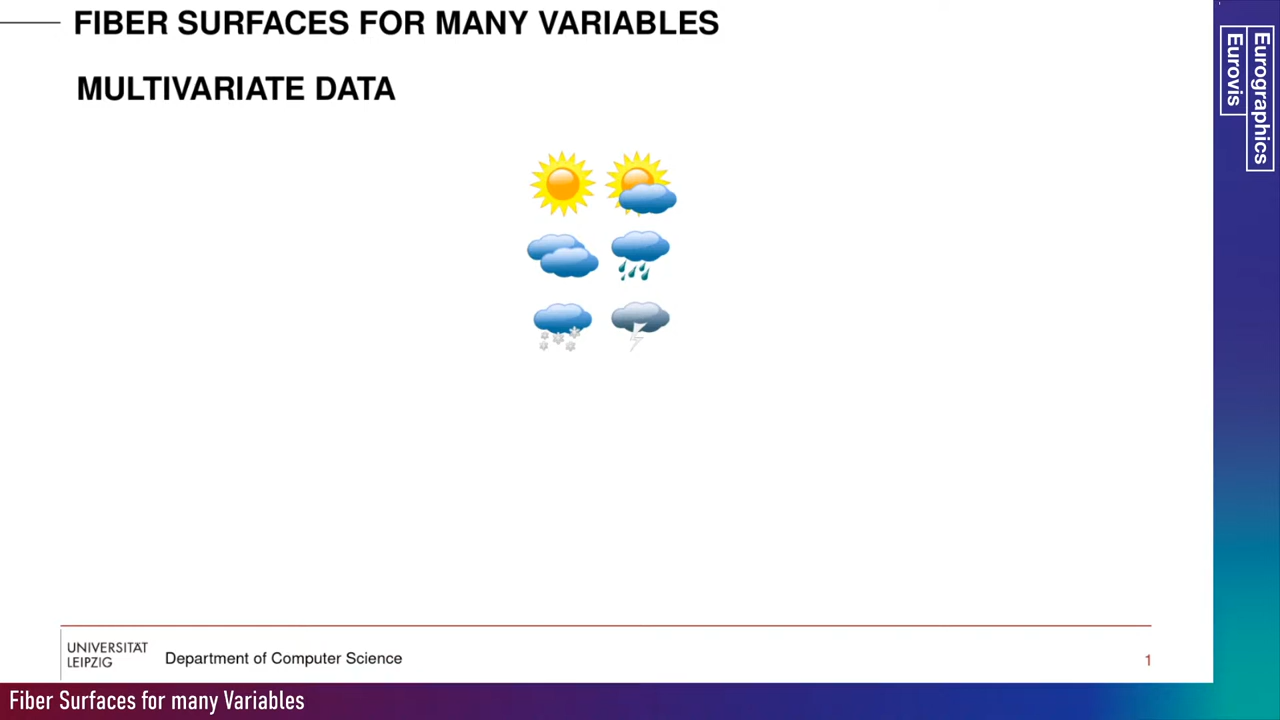 FIBER SURFACES FOR MANY VARIABLES
MULTIVARIATE DATA
Eurographics
Eurovis
UNIVERSITÄT
LEIPZIG
Department of Computer Science
1
Fiber Surfaces for many Variables